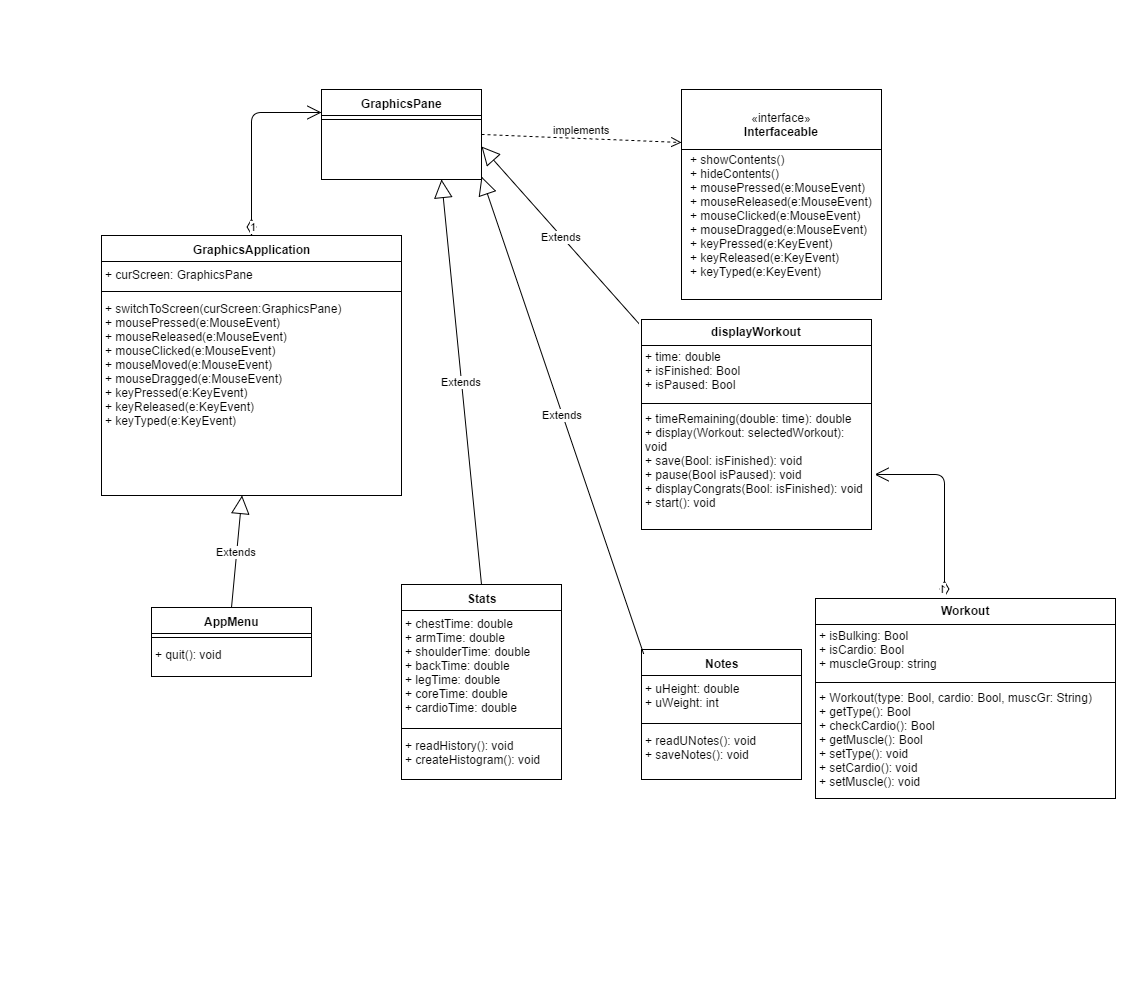 GraphicsPane
implements
«interface»
Interfaceable
+ showContents()
+ hideContents()
+ mousePressed(e:MouseEvent)
+ mouseReleased(e:MouseEvent)
+ mouseClicked(e:MouseEvent)
+ mouseDragged(e:MouseEvent)
+ keyPressed(e:KeyEvent)
+ keyReleased(e:KeyEvent)
+ keyTyped(e:KeyEvent)
1
GraphicsApplication
+ curScreen: GraphicsPane
+ switchToScreen(curScreen:GraphicsPane)
+ mousePressed(e:MouseEvent)
+ mouseReleased(e:MouseEvent)
+ mouseClicked(e:MouseEvent)
+ mouseMoved(e:MouseEvent)
+ mouseDragged(e:MouseEvent)
+ keyPressed(e:KeyEvent)
+ keyReleased(e:KeyEvent)
+ keyTyped(e:KeyEvent)
Extends
Extends
Extends
Extends
displayWorkout
+ time: double
+ isFinished: Bool
+ isPaused: Bool
+ timeRemaining(double: time): double
+ display(Workout: selectedWorkout):
void
+ save(Bool: isFinished): void
+ pause(Bool isPaused): void
+ displayCongrats(Bool: isFinished): void
+ start(): void
AppMenu
+ quit(): void
Stats
+ chestTime: double
+ armTime: double
+ shoulderTime: double
+ backTime: double
+ legTime: double
+ coreTime: double
+ cardioTime: double
+ readHistory(): void
+ createHistogram(): void
Notes
+ uHeight: double
+ uWeight: int
+ readUNotes(): void
+ saveNotes(): void
1
Workout
+ isBulking: Bool
+ isCardio: Bool
+ muscleGroup: string
+ Workout(type: Bool, cardio: Bool, muscGr: String)
+ getType(): Bool
+ checkCardio(): Bool
+ getMuscle(): Bool
+ setType(): void
+ setCardio(): void
+ setMuscle(): void